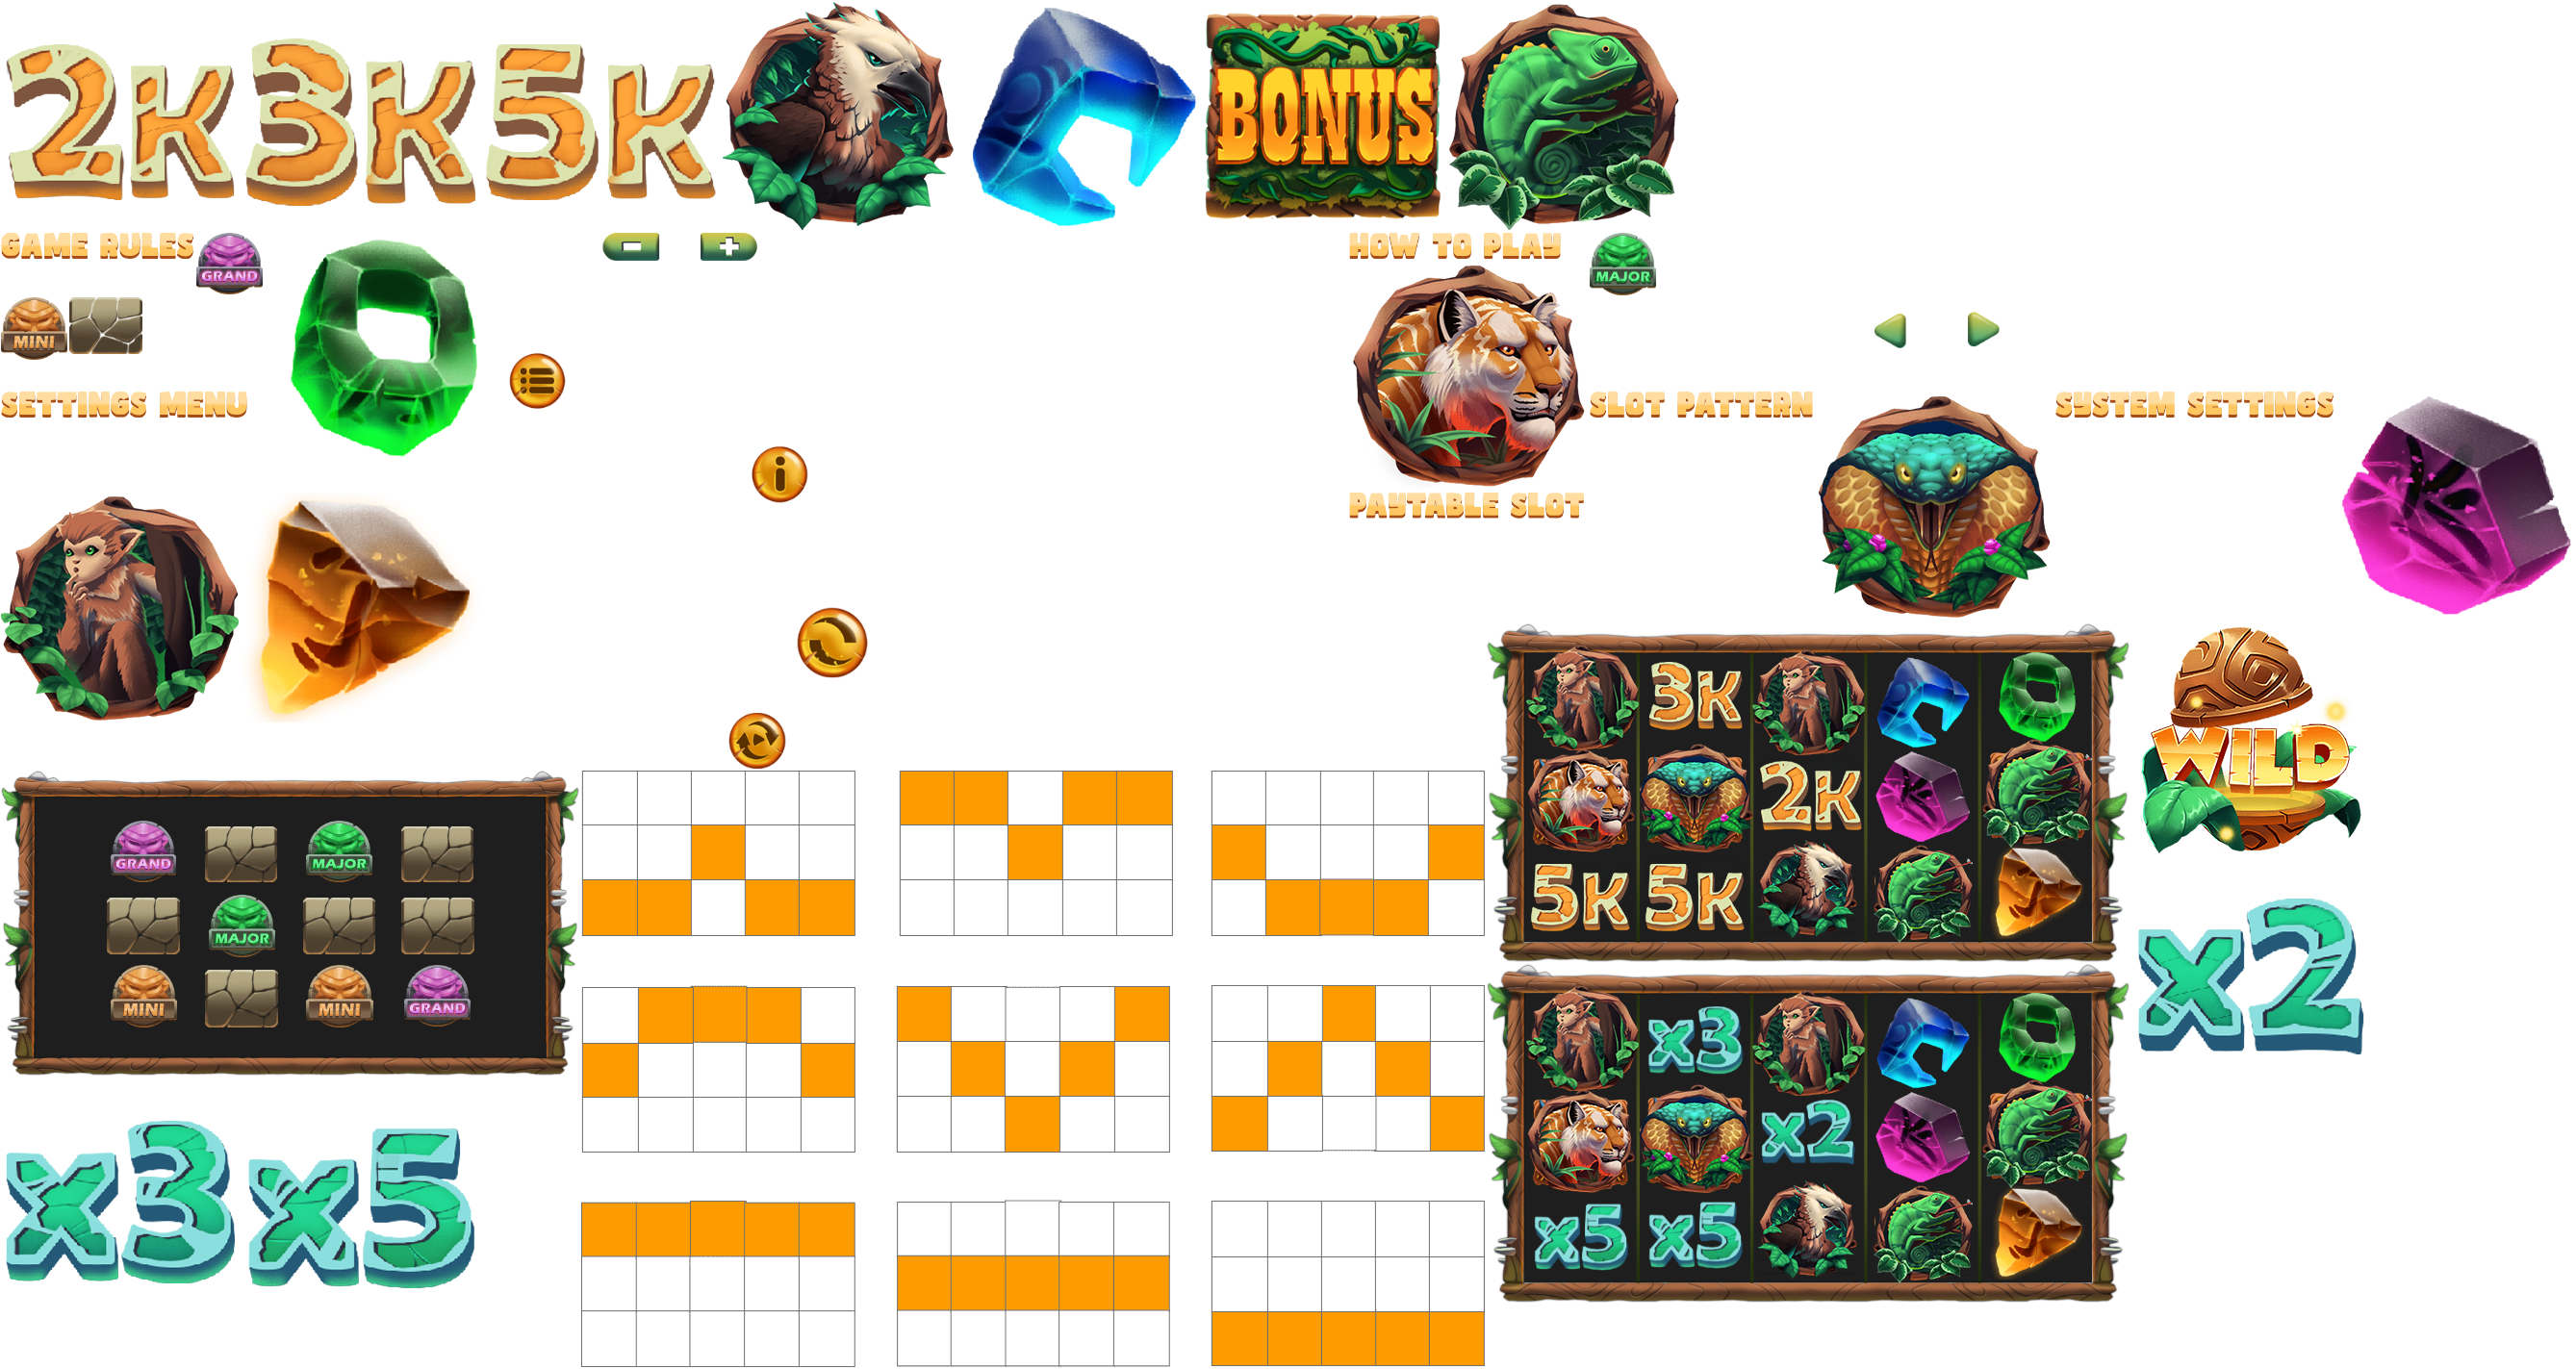 2K 3K 5K
BONUS
GAME RULES
GRAND
HOW TO PLAY
MAJOR
MINI
SETTINGS MENU
SLOT PATTERN
SYSTEM SETTINGS
i
PAYTABLE SLOT
3K
2K
5K 5K
WILD
GRAND MAJOR
MAJOR
MINI MINI GRAND
x2
x3
x2
x5 x5
x3 x5